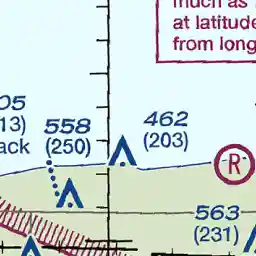 much as
at latitude
from long
05
13)
ack
558
(250)
462
(203)
R
563
(231)